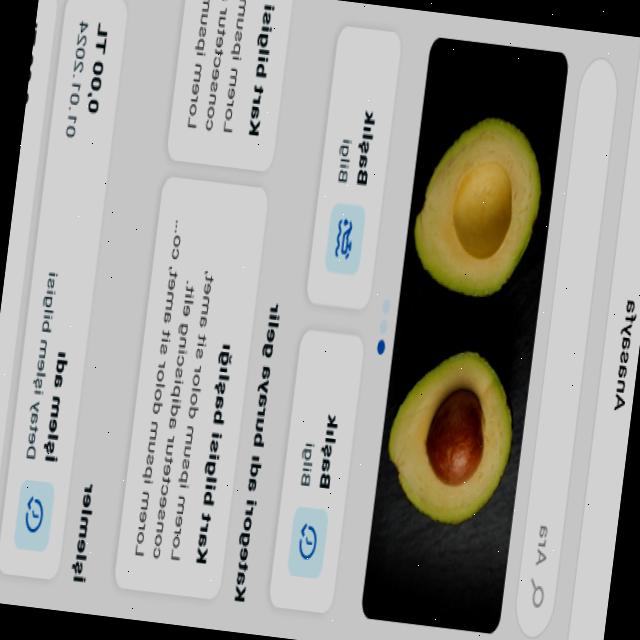 Anasayfa
Ara
Başlık
Bilgi
Başlık
Bilgi
Kategori adı buraya gelir
Kart bilgisi başlığı
Lorem ipsum dolor sit amet,
consectetur adipiscing elit.
Lorem ipsum dolor sit amet, co...
Kart bilgisi
Lorem ipsum
consectetur
Lorem ipsum
İşlemler
İşlem adı
Detay işlem bilgisi
0,00 TL
10.10.2024